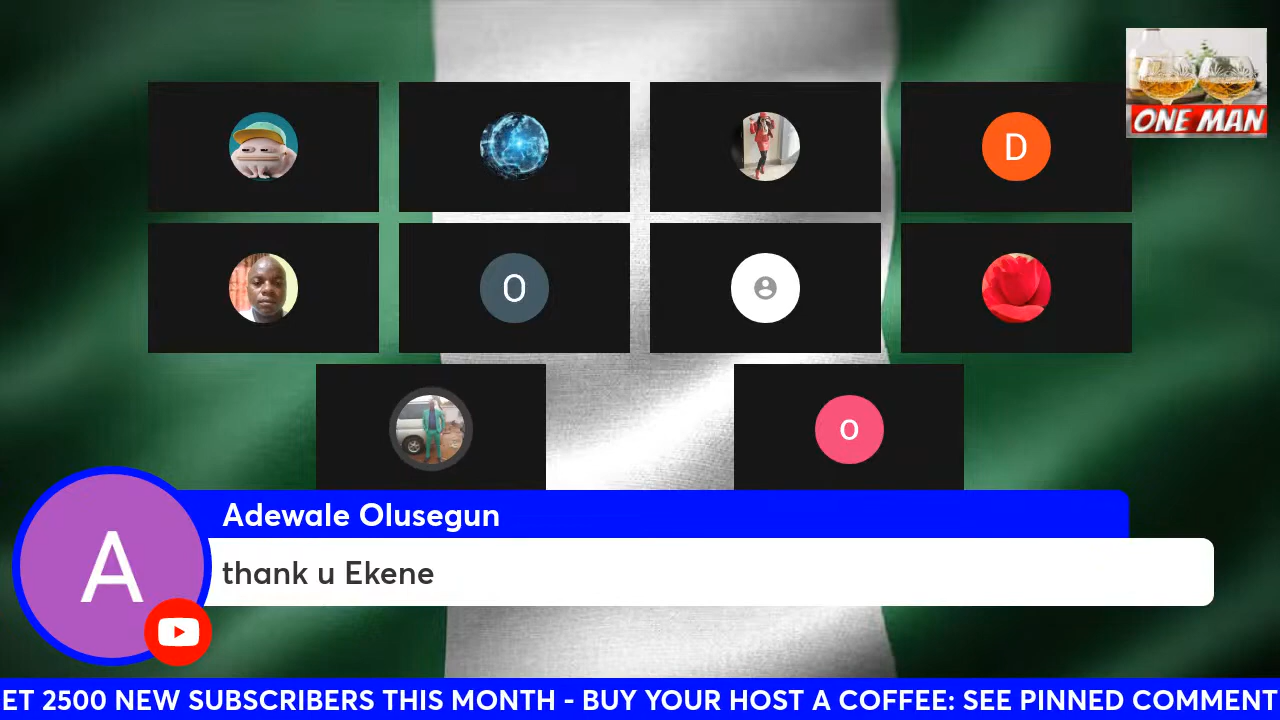 ONE MAN
D
O
O
A
Adewale Olusegun
thank u Ekene
ET 2500 NEW SUBSCRIBERS THIS MONTH - BUY YOUR HOST A COFFEE: SEE PINNED COMMENT